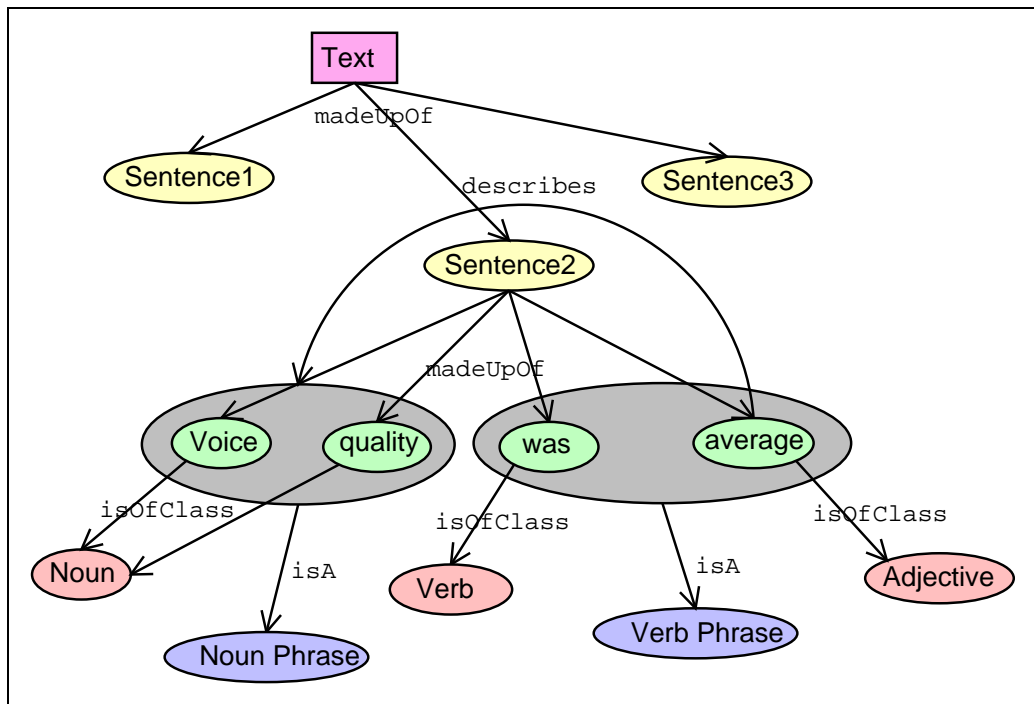 Text
madeUpOf
Sentence1
Sentence3
describes
Sentence2
madeUpOf
Voice
quality
was
average
isOfClass
isOfClass
isOfClass
Noun
isA
Verb
isA
Adjective
Noun Phrase
Verb Phrase